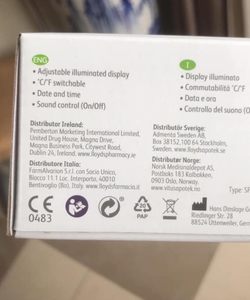 ENG
• Adjustable illuminated display
• °C/°F switchable
• Date and time
• Sound control (On/Off)
I
• Display illuminato
• Commutabilità °C/°F
• Data e ora
• Controllo del suono (O
Distributor Ireland:
Pemberton Marketing International Limited,
United Drug House, Magna Drive,
Magna Business Park, Citywest Road,
Dublin 24, Ireland, www.lloydspharmacy.ie
Distributore Italia:
FarmAlvarion S.r.l. con Socio Unico,
Blocco 11.1 Loc. Interporto, 40010
Bentivoglio (Bo), Italy, www.lloydsfarmacia.it
Distributör Sverige:
Admenta Sweden AB,
Box 38152, 100 64 Stockholm,
Sweden, www.lloydsapotek.se
Distributør Norge:
Norsk Medisinaldepot AS,
Postboks 183 Kalbakken,
0903 Oslo, Norway,
www.vitusapotek.no
Type: SF
CE
0483
20
PAP
Hans Dinslage G
Riedlinger Str. 28
88524 Uttenweiler, Germ